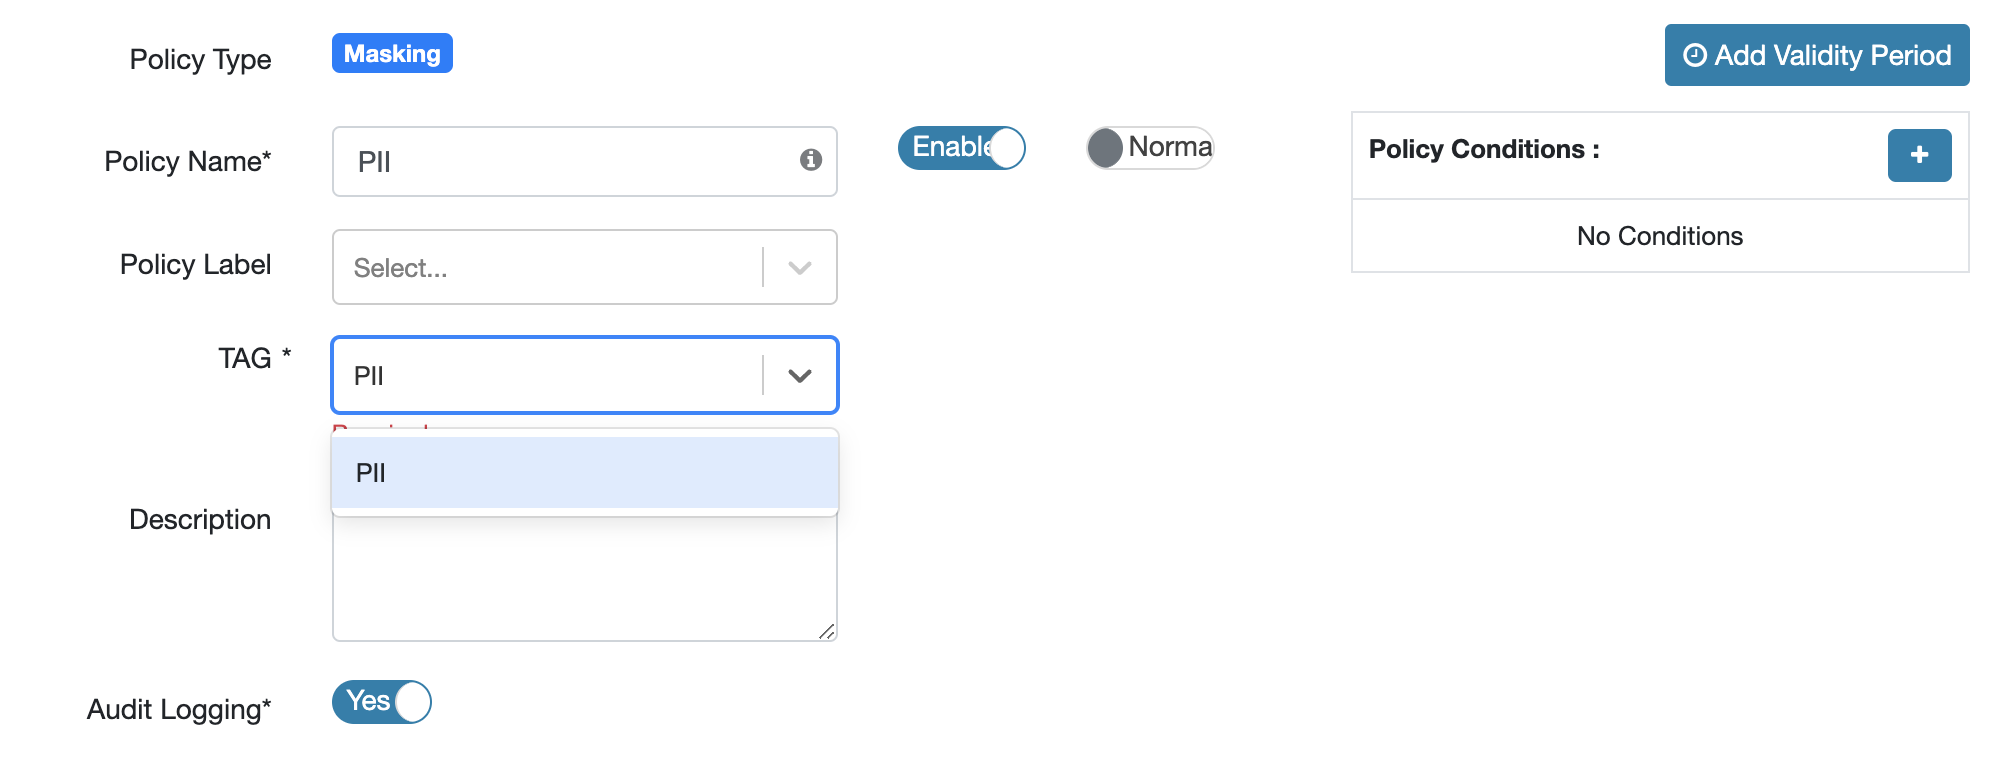 Policy Type
Masking
Add Validity Period
Policy Name*
PII
Enable
Norma
Policy Conditions :
No Conditions
Policy Label
Select...
TAG *
PII
PII
Description
Audit Logging*
Yes